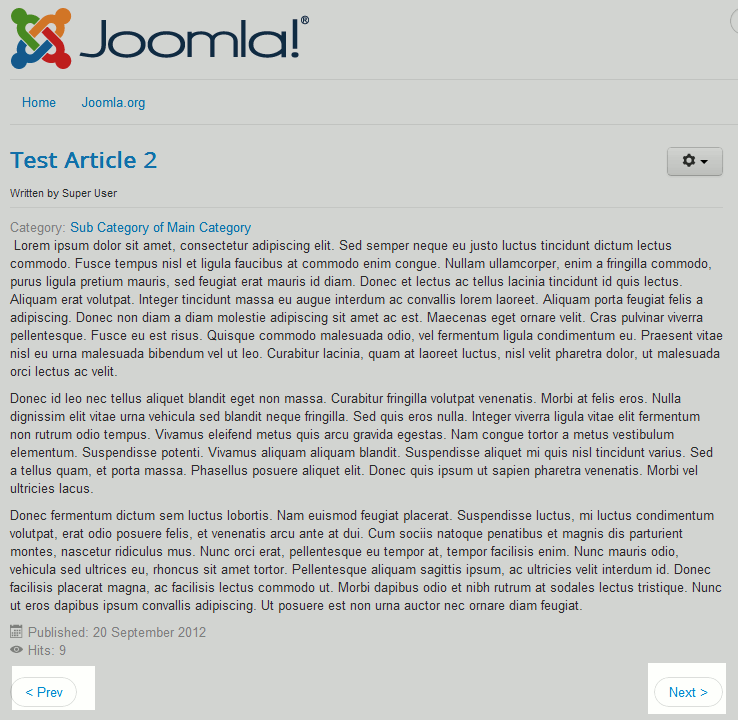 Joomla!®
Home Joomla.org
Test Article 2
Written by Super User
Category: Sub Category of Main Category
Lorem ipsum dolor sit amet, consectetur adipiscing elit. Sed semper neque eu justo luctus tincidunt dictum lectus
commodo. Fusce tempus nisl et ligula faucibus at commodo enim congue. Nullam ullamcorper, enim a fringilla commodo,
purus ligula pretium mauris, sed feugiat erat mauris id diam. Donec et lectus ac tellus lacinia tincidunt id quis lectus.
Aliquam erat volutpat. Integer tincidunt massa eu augue interdum ac convallis lorem laoreet. Aliquam porta feugiat felis a
adipiscing. Donec non diam a diam molestie adipiscing sit amet ac est. Maecenas eget ornare velit. Cras pulvinar viverra
pellentesque. Fusce eu est risus. Quisque commodo malesuada odio, vel fermentum ligula condimentum eu. Praesent vitae
nisl eu urna malesuada bibendum vel ut leo. Curabitur lacinia, quam at laoreet luctus, nisl velit pharetra dolor, ut malesuada
orci lectus ac velit.
Donec id leo nec tellus aliquet blandit eget non massa. Curabitur fringilla volutpat venenatis. Morbi at felis eros. Nulla
dignissim elit vitae urna vehicula sed blandit neque fringilla. Sed quis eros nulla. Integer viverra ligula vitae elit fermentum
non rutrum odio tempus. Vivamus eleifend metus quis arcu gravida egestas. Nam congue tortor a metus vestibulum
elementum. Suspendisse potenti. Vivamus aliquam aliquam blandit. Suspendisse aliquet mi quis nisl tincidunt varius. Sed
a tellus quam, et porta massa. Phasellus posuere aliquet elit. Donec quis ipsum ut sapien pharetra venenatis. Morbi vel
ultricies lacus.
Donec fermentum dictum sem luctus lobortis. Nam euismod feugiat placerat. Suspendisse luctus, mi luctus condimentum
volutpat, erat odio posuere felis, et venenatis arcu ante at dui. Cum sociis natoque penatibus et magnis dis parturient
montes, nascetur ridiculus mus. Nunc orci erat, pellentesque eu tempor at, tempor facilisis enim. Nunc mauris odio,
vehicula sed ultrices eu, rhoncus sit amet tortor. Pellentesque aliquam sagittis ipsum, ac ultricies velit interdum id. Donec
facilisis placerat magna, ac facilisis lectus commodo ut. Morbi dapibus odio et nibh rutrum at sodales lectus tristique. Nunc
ut eros dapibus ipsum convallis adipiscing. Ut posuere est non urna auctor nec ornare diam feugiat.
Published: 20 September 2012
Hits: 9
< Prev Next >